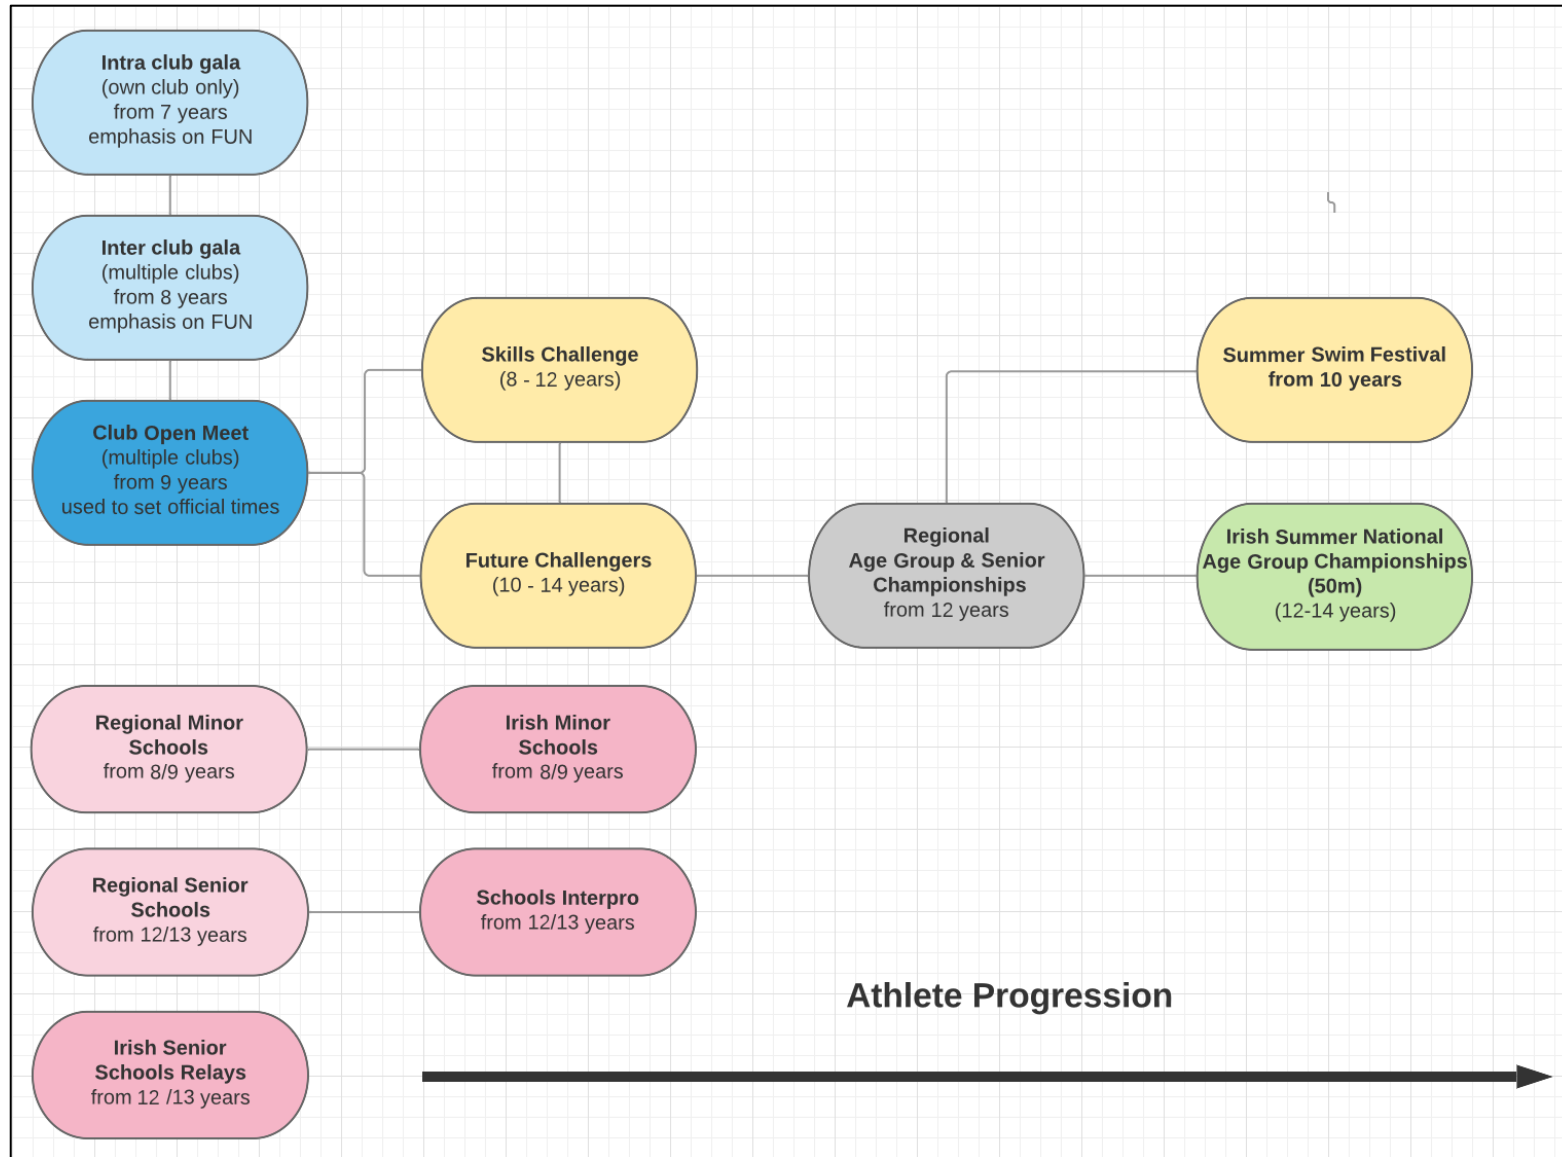 Intra club gala
(own club only)
from 7 years
emphasis on FUN
Inter club gala
(multiple clubs)
from 8 years
emphasis on FUN
Club Open Meet
(multiple clubs)
from 9 years
used to set official times
Skills Challenge
(8 - 12 years)
Future Challengers
(10 - 14 years)
Regional
Age Group & Senior
Championships
from 12 years
Summer Swim Festival
from 10 years
Irish Summer National
Age Group Championships
(50m)
(12-14 years)
Regional Minor
Schools
from 8/9 years
Irish Minor
Schools
from 8/9 years
Regional Senior
Schools
from 12/13 years
Schools Interpro
from 12/13 years
Irish Senior
Schools Relays
from 12 /13 years
Athlete Progression